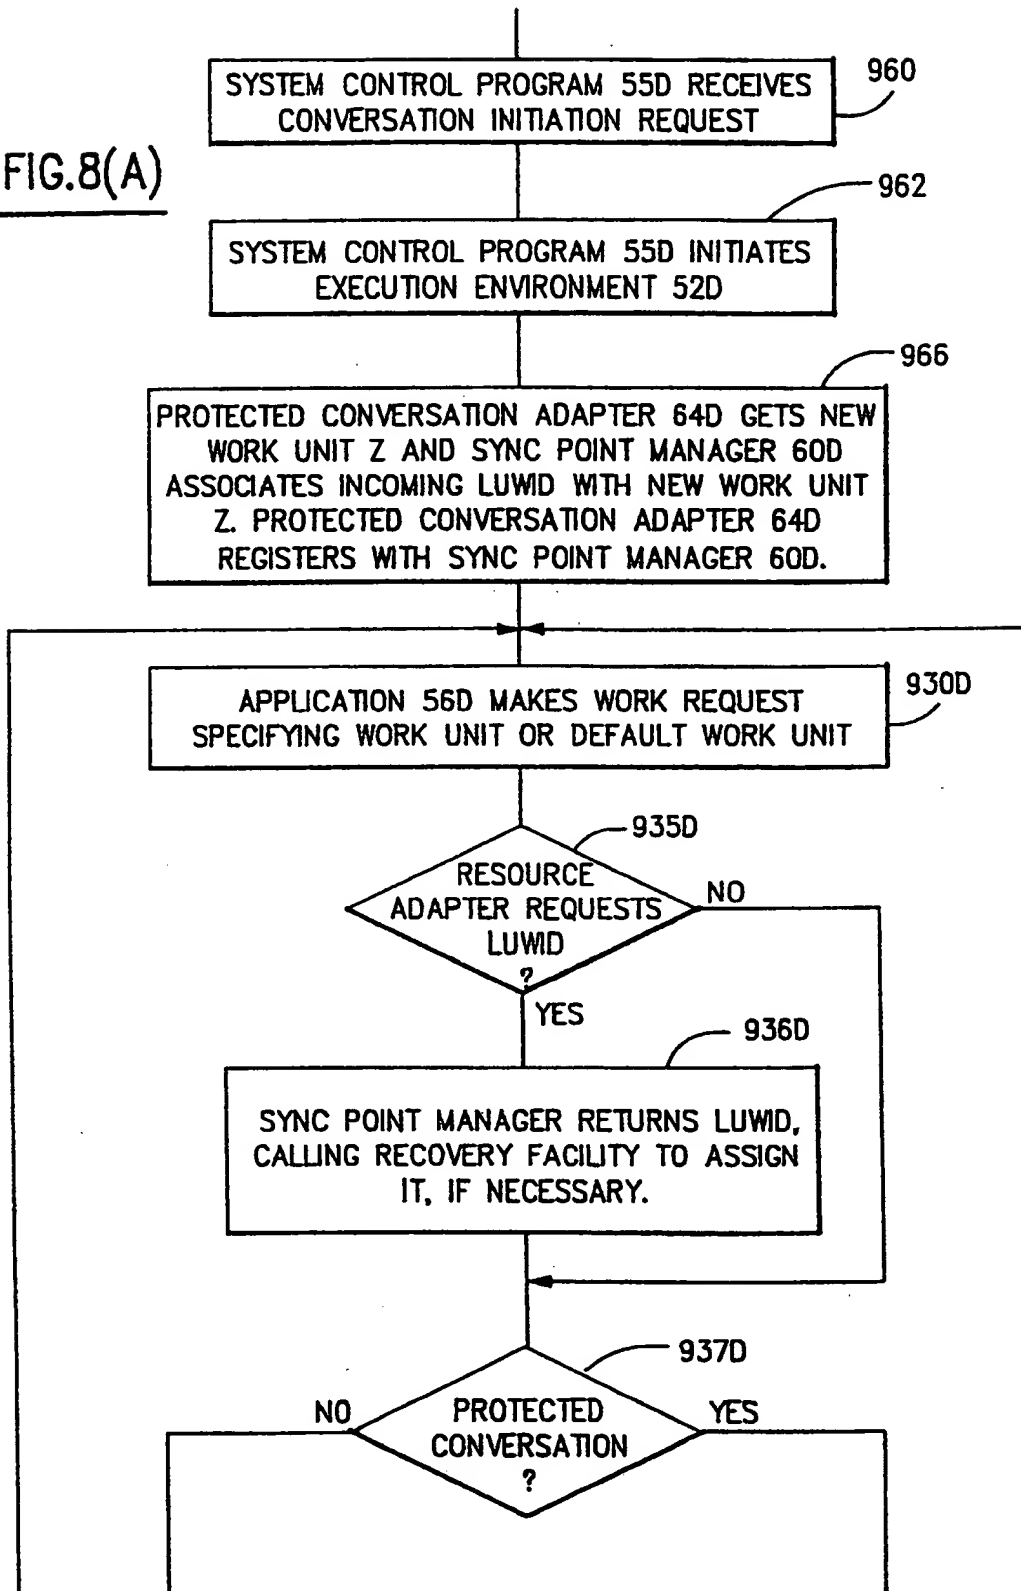 SYSTEM CONTROL PROGRAM 55D RECEIVES
CONVERSATION INITIATION REQUEST
960
FIG.8(A)
962
SYSTEM CONTROL PROGRAM 55D INITIATES
EXECUTION ENVIRONMENT 52D
966
PROTECTED CONVERSATION ADAPTER 64D GETS NEW
WORK UNIT Z AND SYNC POINT MANAGER 60D
ASSOCIATES INCOMING LUWID WITH NEW WORK UNIT
Z. PROTECTED CONVERSATION ADAPTER 64D
REGISTERS WITH SYNC POINT MANAGER 60D.
930D
APPLICATION 56D MAKES WORK REQUEST
SPECIFYING WORK UNIT OR DEFAULT WORK UNIT
935D
RESOURCE
ADAPTER REQUESTS
LUWID
?
NO
YES
936D
SYNC POINT MANAGER RETURNS LUWID,
CALLING RECOVERY FACILITY TO ASSIGN
IT, IF NECESSARY.
937D
NO
PROTECTED
CONVERSATION
?
YES